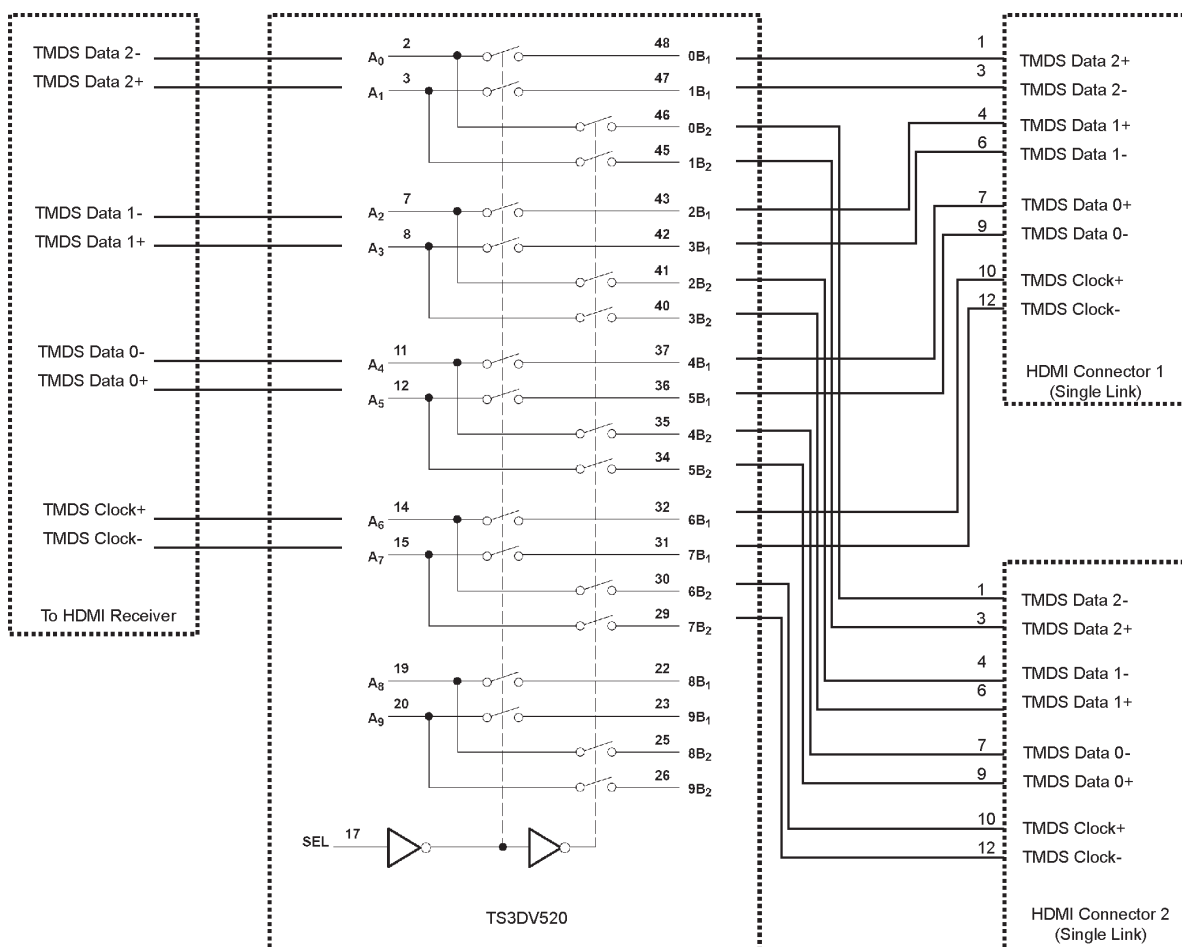 TMDS Data 2-
TMDS Data 2+
TMDS Data 1-
TMDS Data 1+
TMDS Data 0-
TMDS Data 0+
TMDS Clock+
TMDS Clock-
To HDMI Receiver
A0 2 48 0B1
A1 3 47 1B1
46 0B2
45 1B2
A2 7 43 2B1
A3 8 42 3B1
41 2B2
40 3B2
A4 11 37 4B1
A5 12 36 5B1
35 4B2
34 5B2
A6 14 32 6B1
A7 15 31 7B1
30 6B2
29 7B2
A8 19 22 8B1
A9 20 23 9B1
25 8B2
26 9B2
SEL 17
TS3DV520
1 TMDS Data 2+
3 TMDS Data 2-
4 TMDS Data 1+
6 TMDS Data 1-
7 TMDS Data 0+
9 TMDS Data 0-
10 TMDS Clock+
12 TMDS Clock-
HDMI Connector 1
(Single Link)
1 TMDS Data 2-
3 TMDS Data 2+
4 TMDS Data 1-
6 TMDS Data 1+
7 TMDS Data 0-
9 TMDS Data 0+
10 TMDS Clock+
12 TMDS Clock-
HDMI Connector 2
(Single Link)